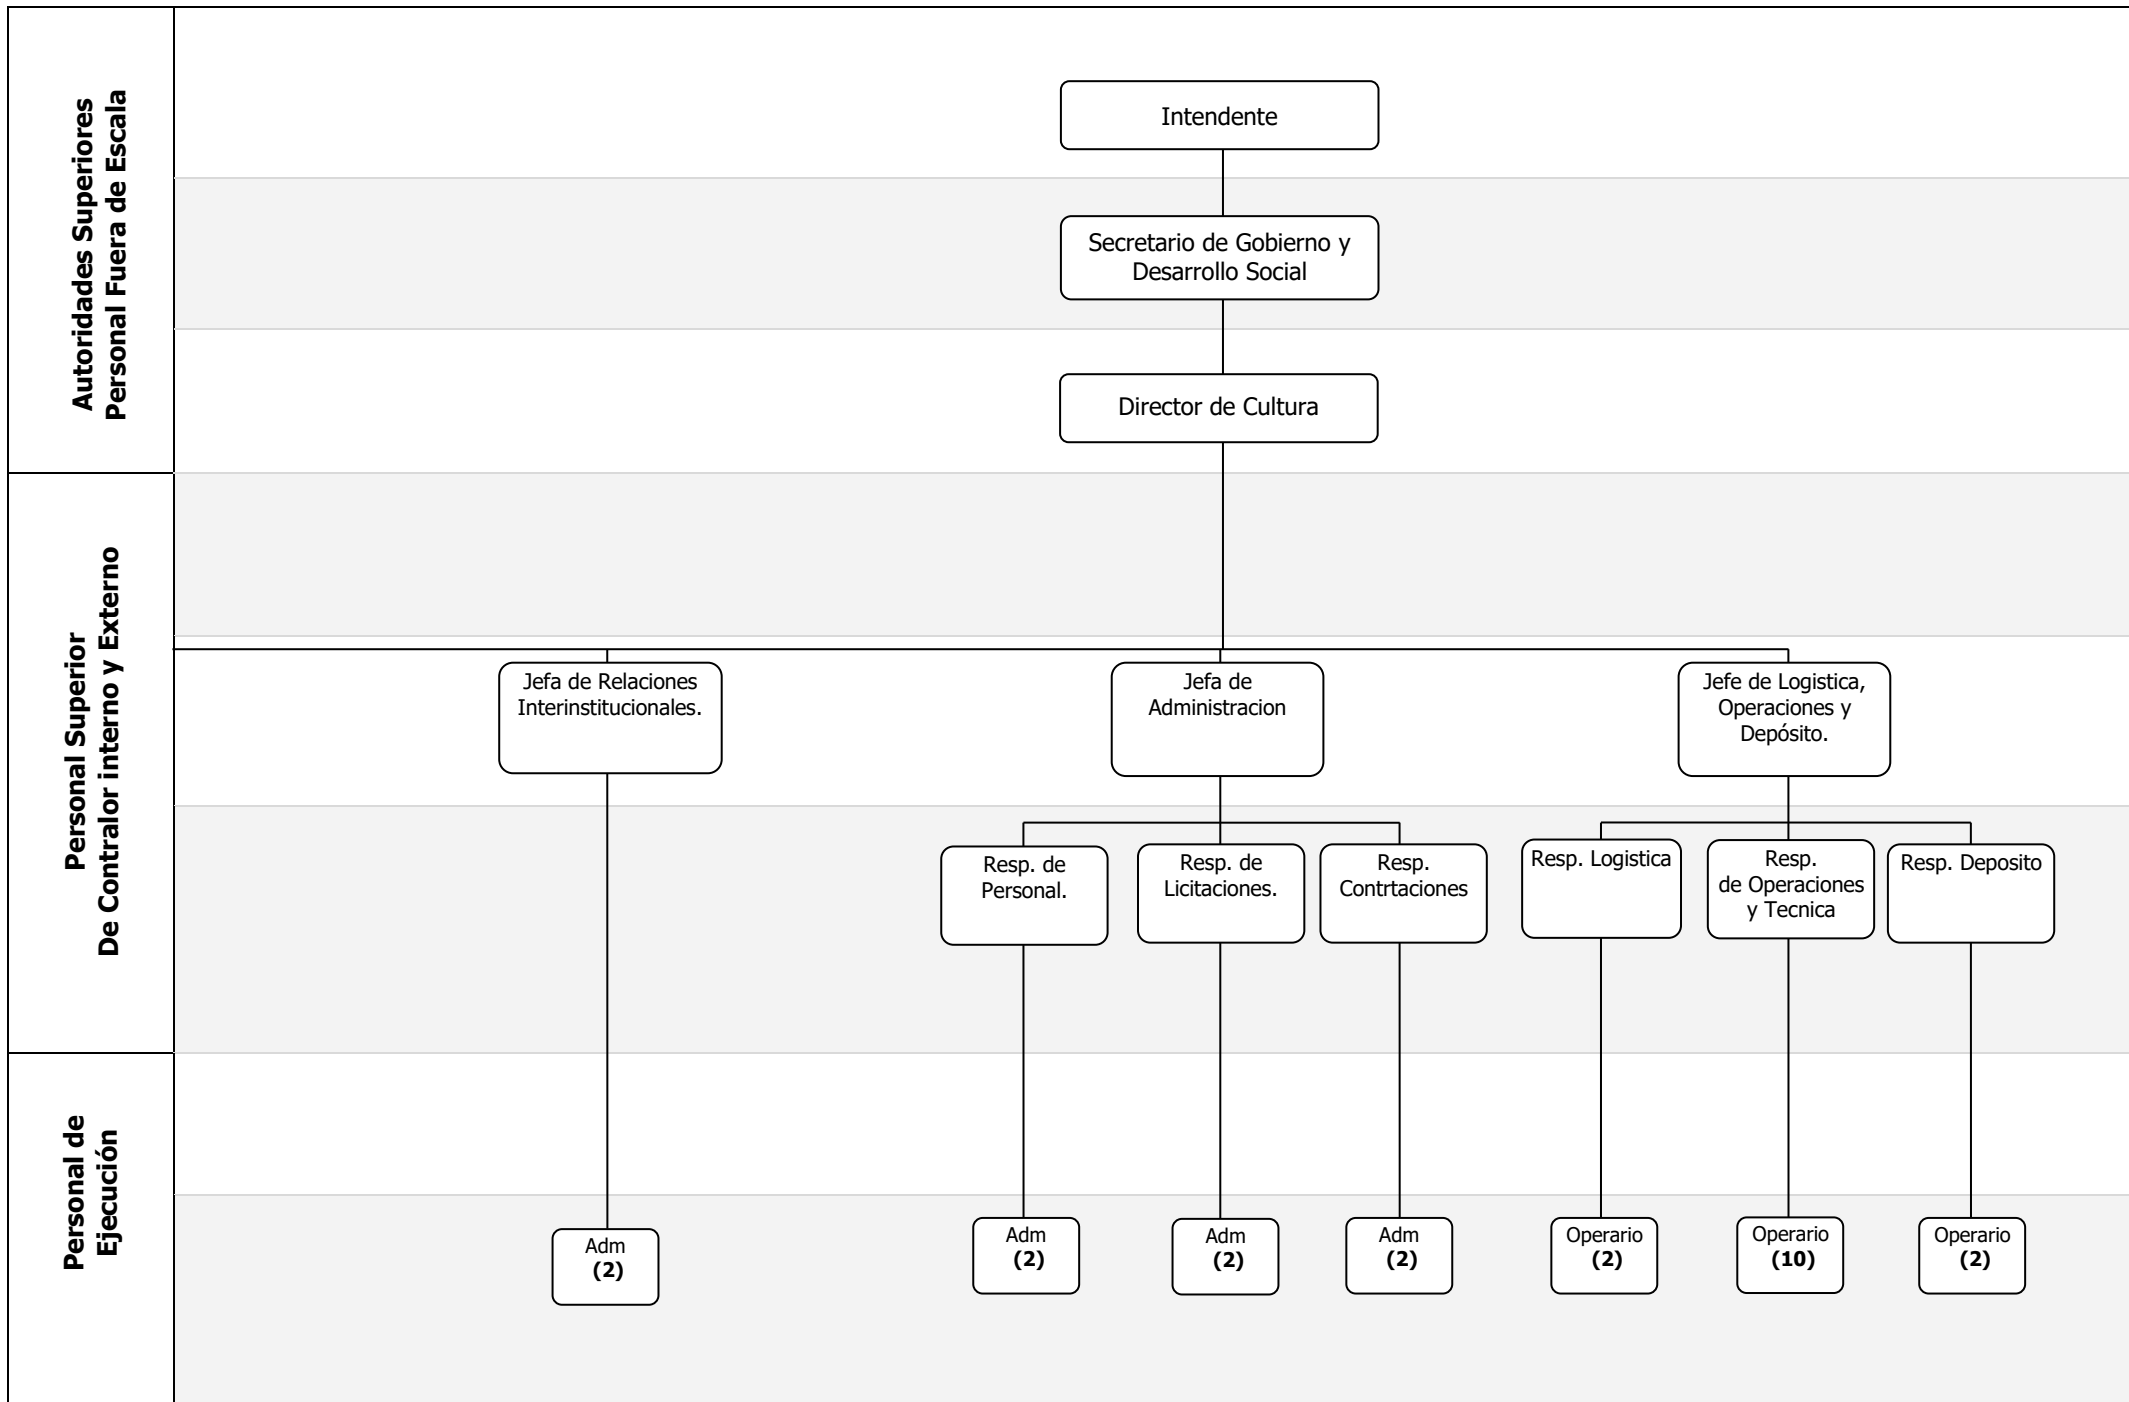 Autoridades Superiores
Personal Fuera de Escala
Intendente
Secretario de Gobierno y
Desarrollo Social
Director de Cultura
Personal Superior
De Contralor interno y Externo
Jefa de Relaciones
Interinstitucionales.
Jefa de
Administracion
Jefe de Logistica,
Operaciones y
Depósito.
Resp. de
Personal.
Resp. de
Licitaciones.
Resp.
Contrtaciones
Resp. Logistica
Resp.
de Operaciones
y Tecnica
Resp. Deposito
Personal de
Ejecución
Adm
(2)
Adm
(2)
Adm
(2)
Adm
(2)
Operario
(2)
Operario
(10)
Operario
(2)